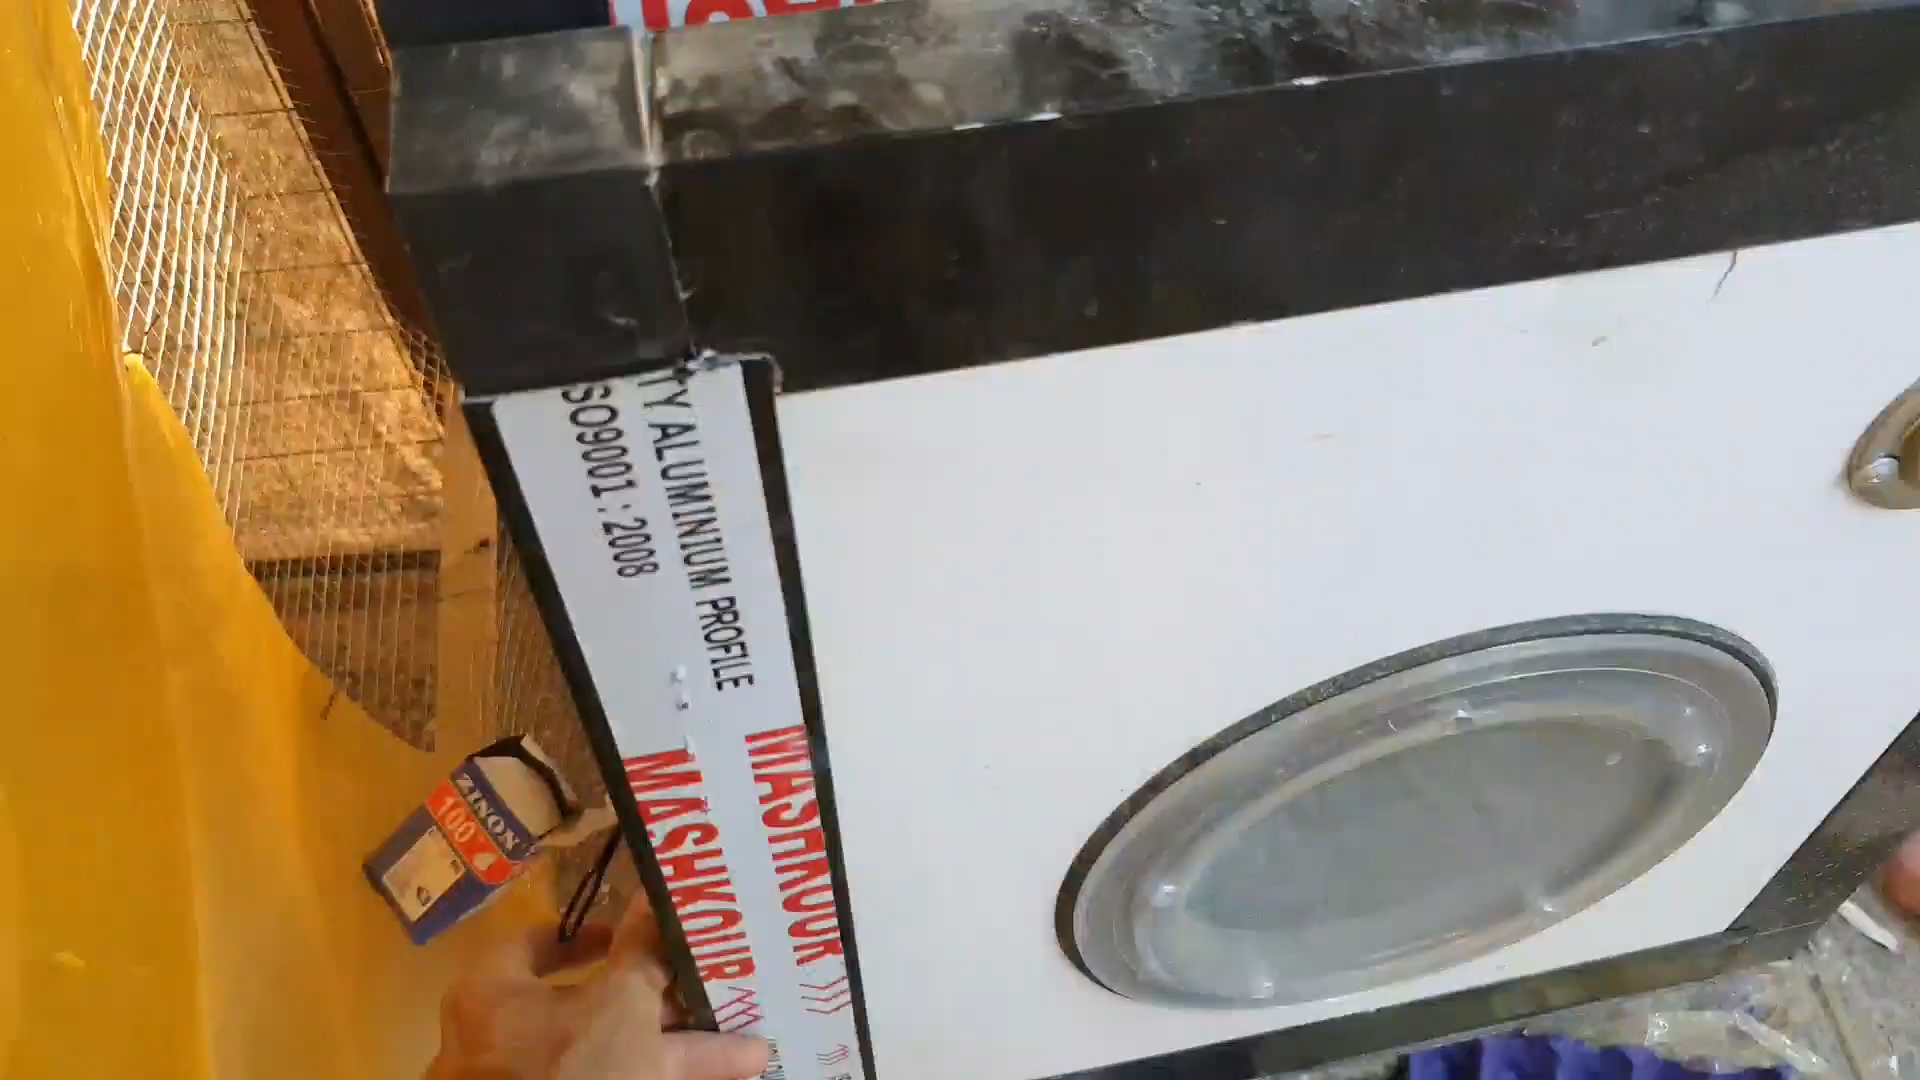 TY ALUMINIUM PROFILE
SO9001:2008
MASHKOUR
MASHKOUR
ZINON
100